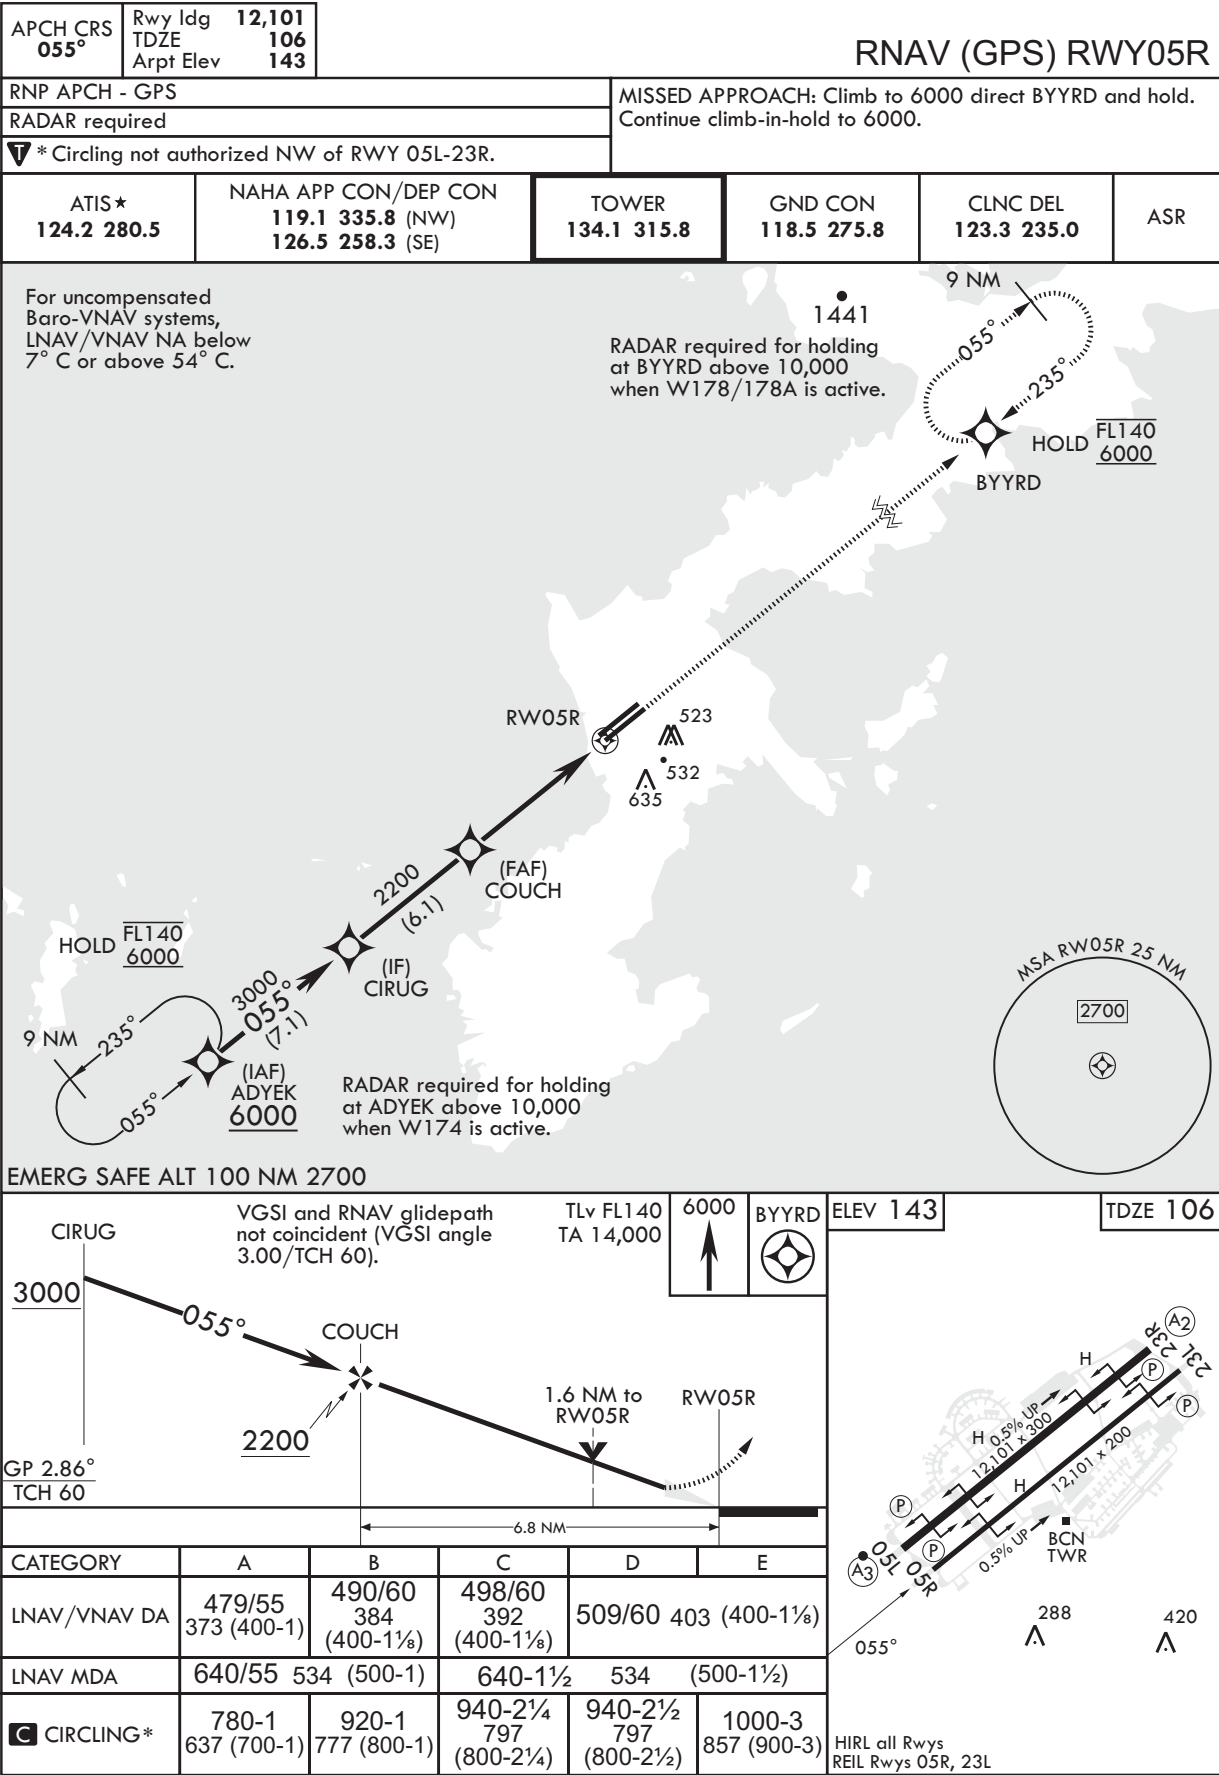 APCH CRS
055°
Rwy ldg 12,101
TDZE 106
Arpt Elev 143
RNAV (GPS) RWY05R
RNP APCH - GPS
RADAR required
T * Circling not authorized NW of RWY 05L-23R.
MISSED APPROACH: Climb to 6000 direct BYYRD and hold.
Continue climb-in-hold to 6000.
ATIS★
124.2 280.5
NAHA APP CON/DEP CON
119.1 335.8 (NW)
126.5 258.3 (SE)
TOWER
134.1 315.8
GND CON
118.5 275.8
CLNC DEL
123.3 235.0
ASR
For uncompensated
Baro-VNAV systems,
LNAV/VNAV NA below
7° C or above 54° C.
1441
RADAR required for holding
at BYYRD above 10,000
when W178/178A is active.
9 NM
055°
235°
HOLD FL140
6000
BYYRD
RW05R
523
532
635
(FAF)
COUCH
2200
(6.1)
HOLD FL140
6000
(IF)
CIRUG
3000
055°
(7.1)
9 NM
235°
055°
(IAF)
ADYEK
6000
RADAR required for holding
at ADYEK above 10,000
when W174 is active.
MSA RW05R 25 NM
2700
EMERG SAFE ALT 100 NM 2700
CIRUG
3000
055°
VGSI and RNAV glidepath
not coincident (VGSI angle
3.00/TCH 60).
TLv FL140
TA 14,000
6000
BYYRD
COUCH
2200
1.6 NM to
RW05R
RW05R
GP 2.86°
TCH 60
6.8 NM
ELEV 143
TDZE 106
A2
23R
23L
H
P
P
0.5% UP
H
12,101 x 300
12,101 x 200
H
P
P
0.5% UP
BCN
TWR
A3
05L
05R
055°
288
420
HIRL all Rwys
REIL Rwys 05R, 23L
CATEGORY A B C D E
LNAV/VNAV DA
479/55
373 (400-1)
490/60
384
(400-1⅛)
498/60
392
(400-1⅛)
509/60 403 (400-1⅛)
LNAV MDA 640/55 534 (500-1) 640-1½ 534 (500-1½)
C CIRCLING*
780-1
637 (700-1)
920-1
777 (800-1)
940-2¼
797
(800-2¼)
940-2½
797
(800-2½)
1000-3
857 (900-3)